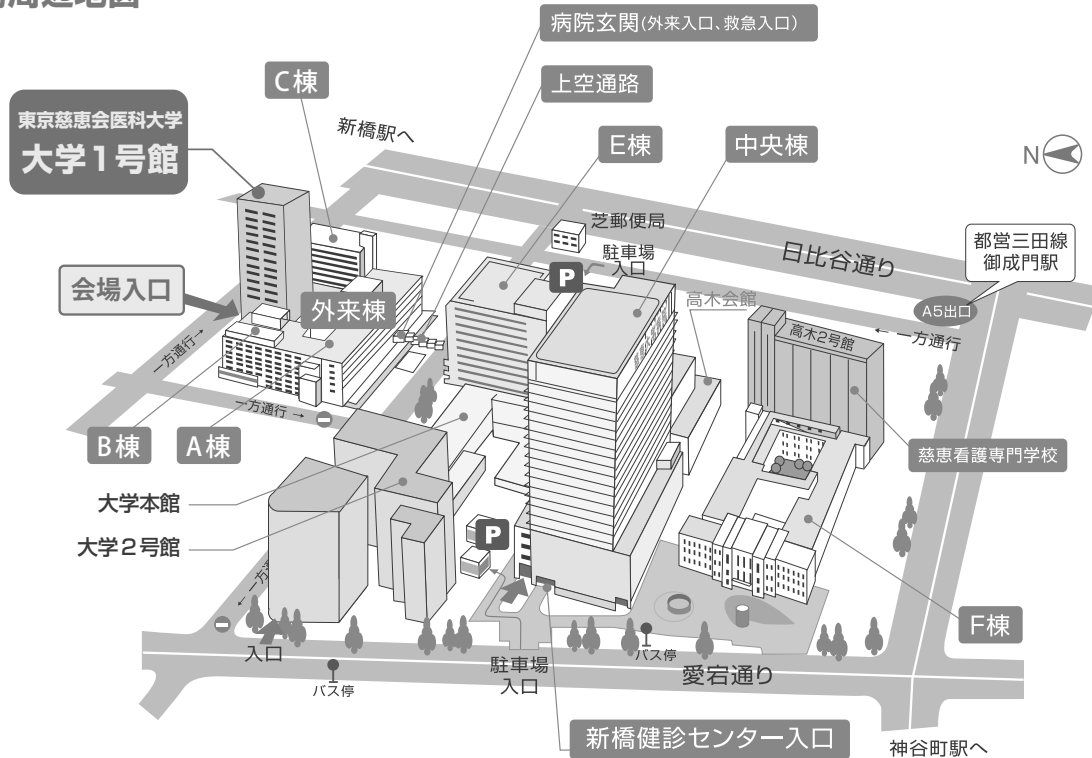 周辺地図
病院玄関(外来入口、救急入口)
C棟
上空通路
東京慈恵会医科大学
大学1号館
新橋駅へ
E棟
中央棟
N
芝郵便局
駐車場
入口
P
日比谷通り
都営三田線
御成門駅
会場入口
外来棟
高木会館
A5出口
高木2号館
← 一方通行
一方通行→
一方通行 →
B棟
A棟
慈恵看護専門学校
大学本館
大学2号館
P
← 一方
入口
バス停
駐車場
入口
バス停
愛宕通り
F棟
新橋健診センター入口
神谷町駅へ